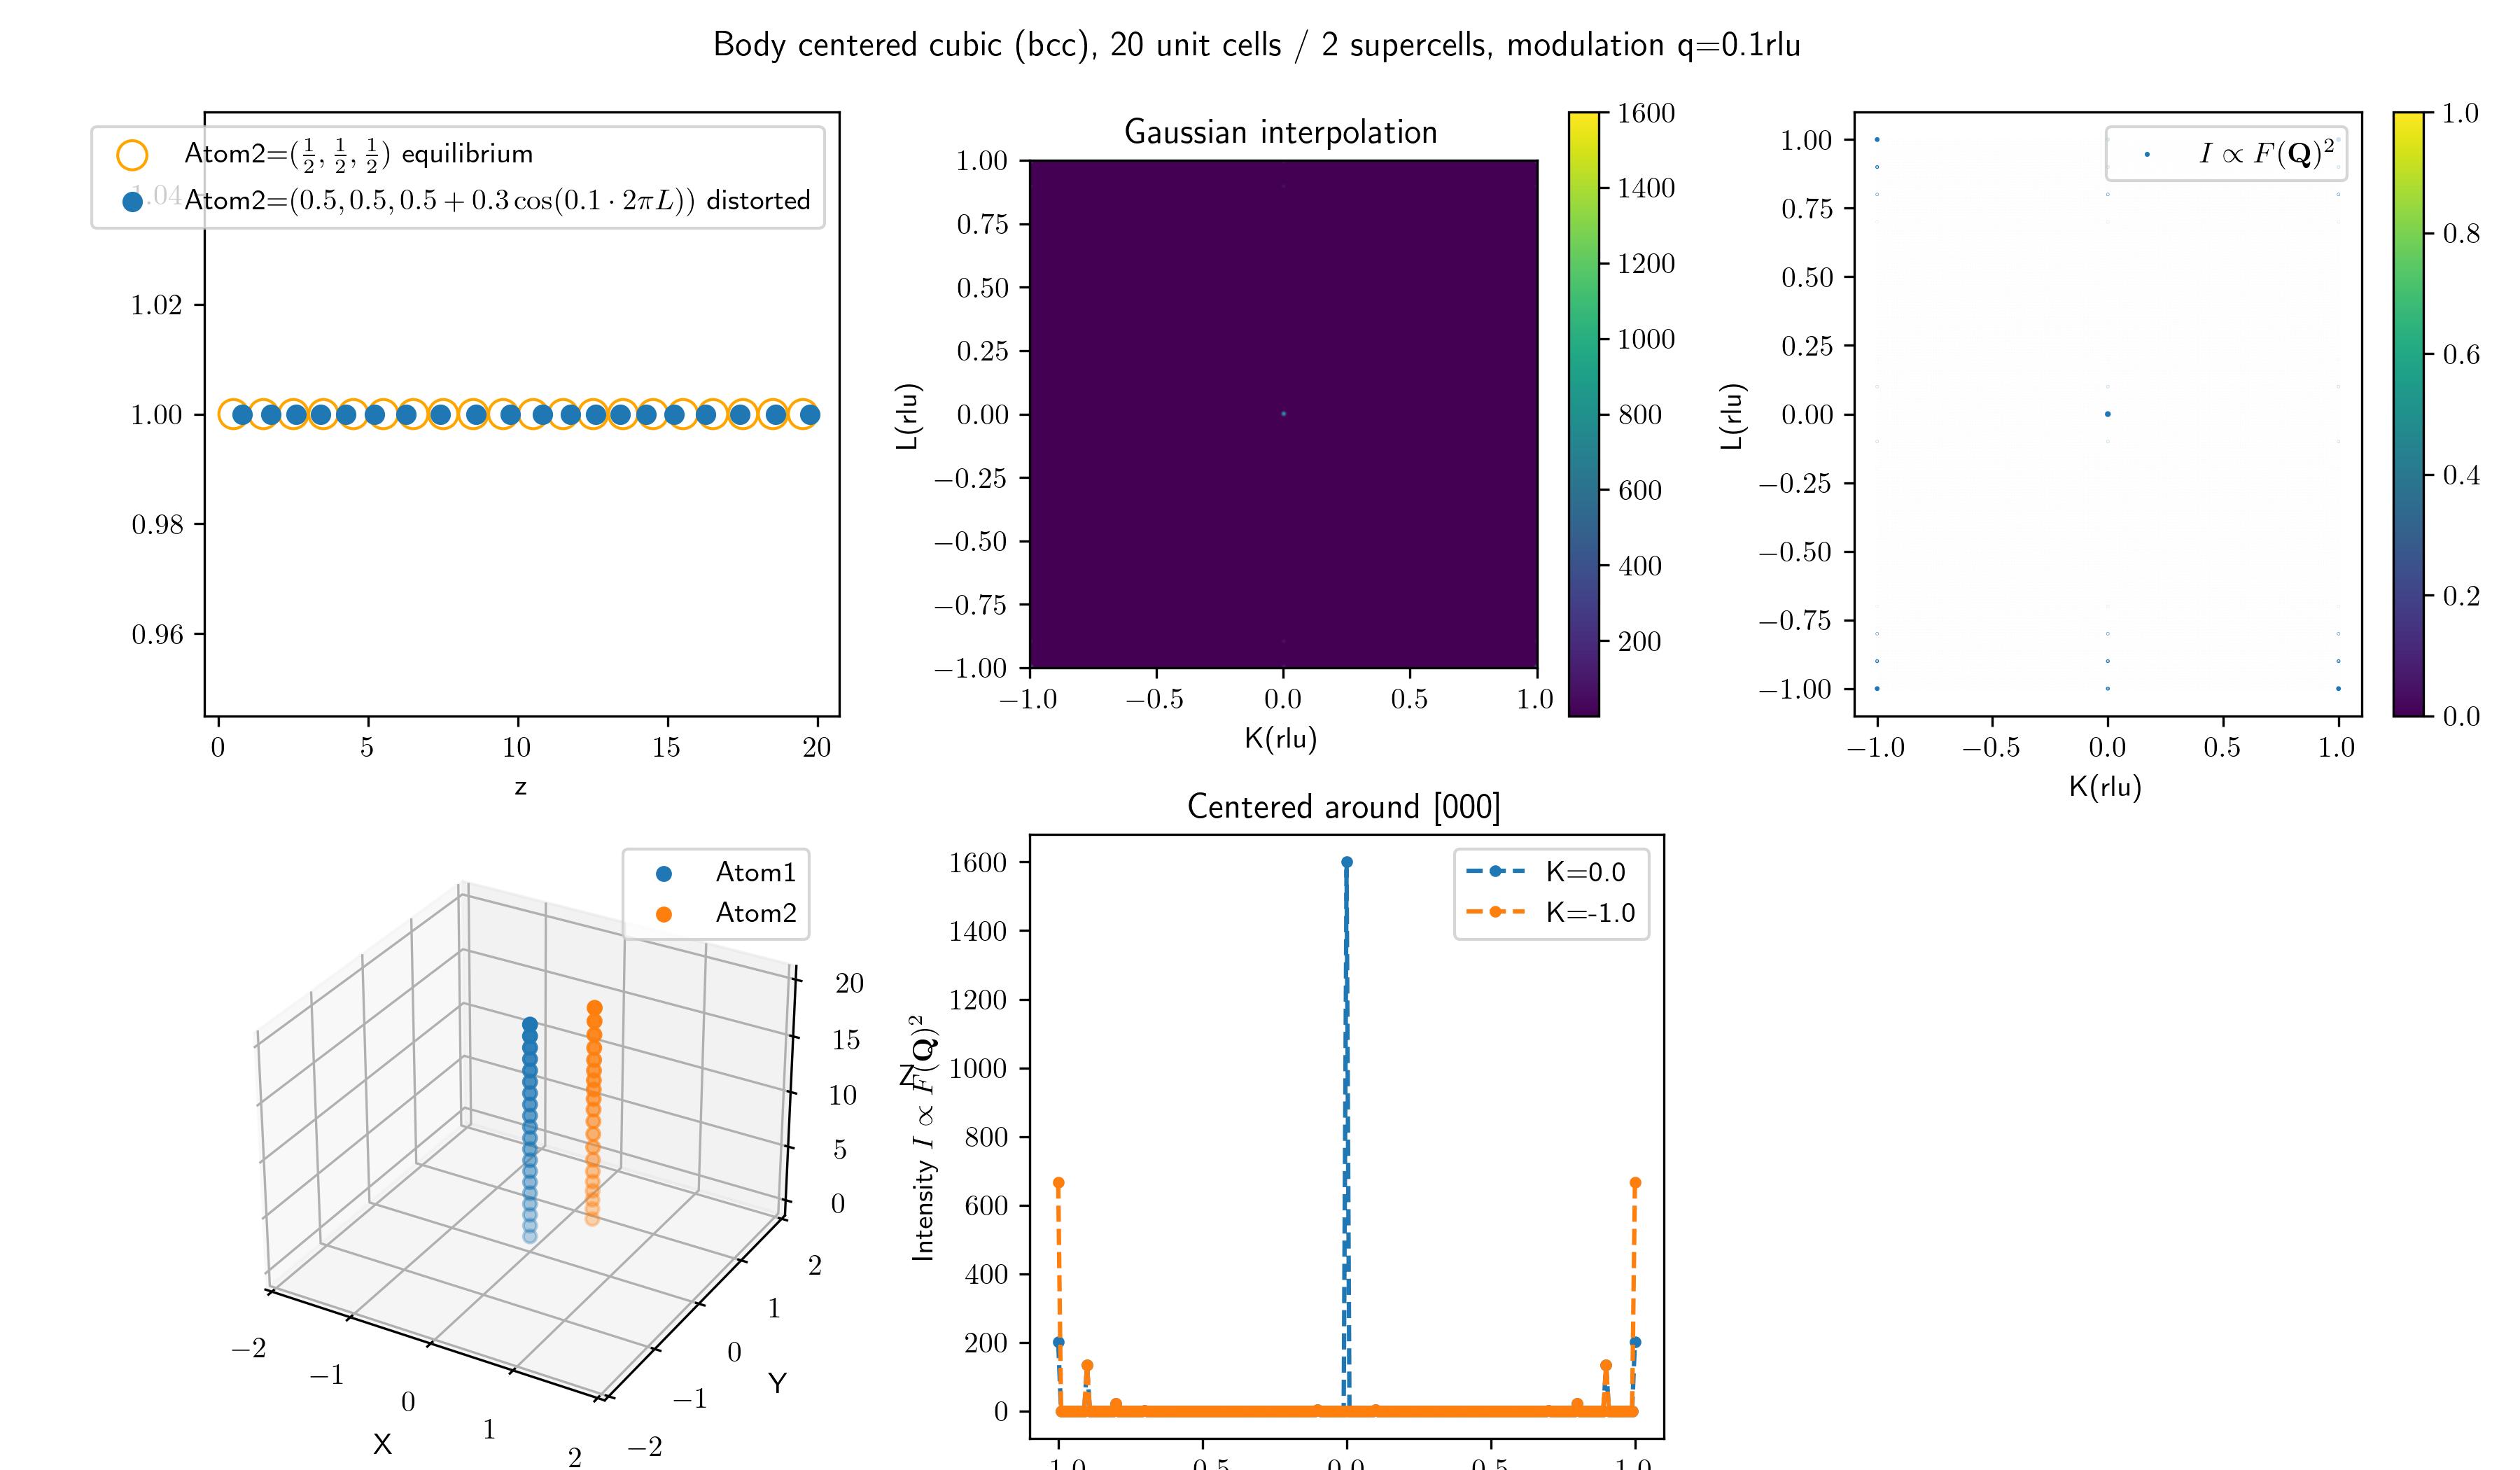 Body centered cubic (bcc), 20 unit cells / 2 supercells, modulation q=0.1rlu
Atom2=(1/2, 1/2, 1/2) equilibrium
Atom2=(0.5, 0.5, 0.5 + 0.3 cos(0.1 · 2πL)) distorted
1.04
1.02
1.00
0.98
0.96
0 5 10 15 20
z
Gaussian interpolation
1.00
0.75
0.50
0.25
0.00
−0.25
−0.50
−0.75
−1.00
L(rlu)
−1.0 −0.5 0.0 0.5 1.0
K(rlu)
1600
1400
1200
1000
800
600
400
200
I ∝ F(Q)²
1.00
0.75
0.50
0.25
0.00
−0.25
−0.50
−0.75
−1.00
L(rlu)
−1.0 −0.5 0.0 0.5 1.0
K(rlu)
1.0
0.8
0.6
0.4
0.2
0.0
Atom1
Atom2
20
15
10
5
0
Z
−2 −1 0 1 2
X
−2 −1 0 1 2
Y
Centered around [000]
K=0.0
K=-1.0
1600
1400
1200
1000
800
600
400
200
0
Intensity I ∝ F(Q)²